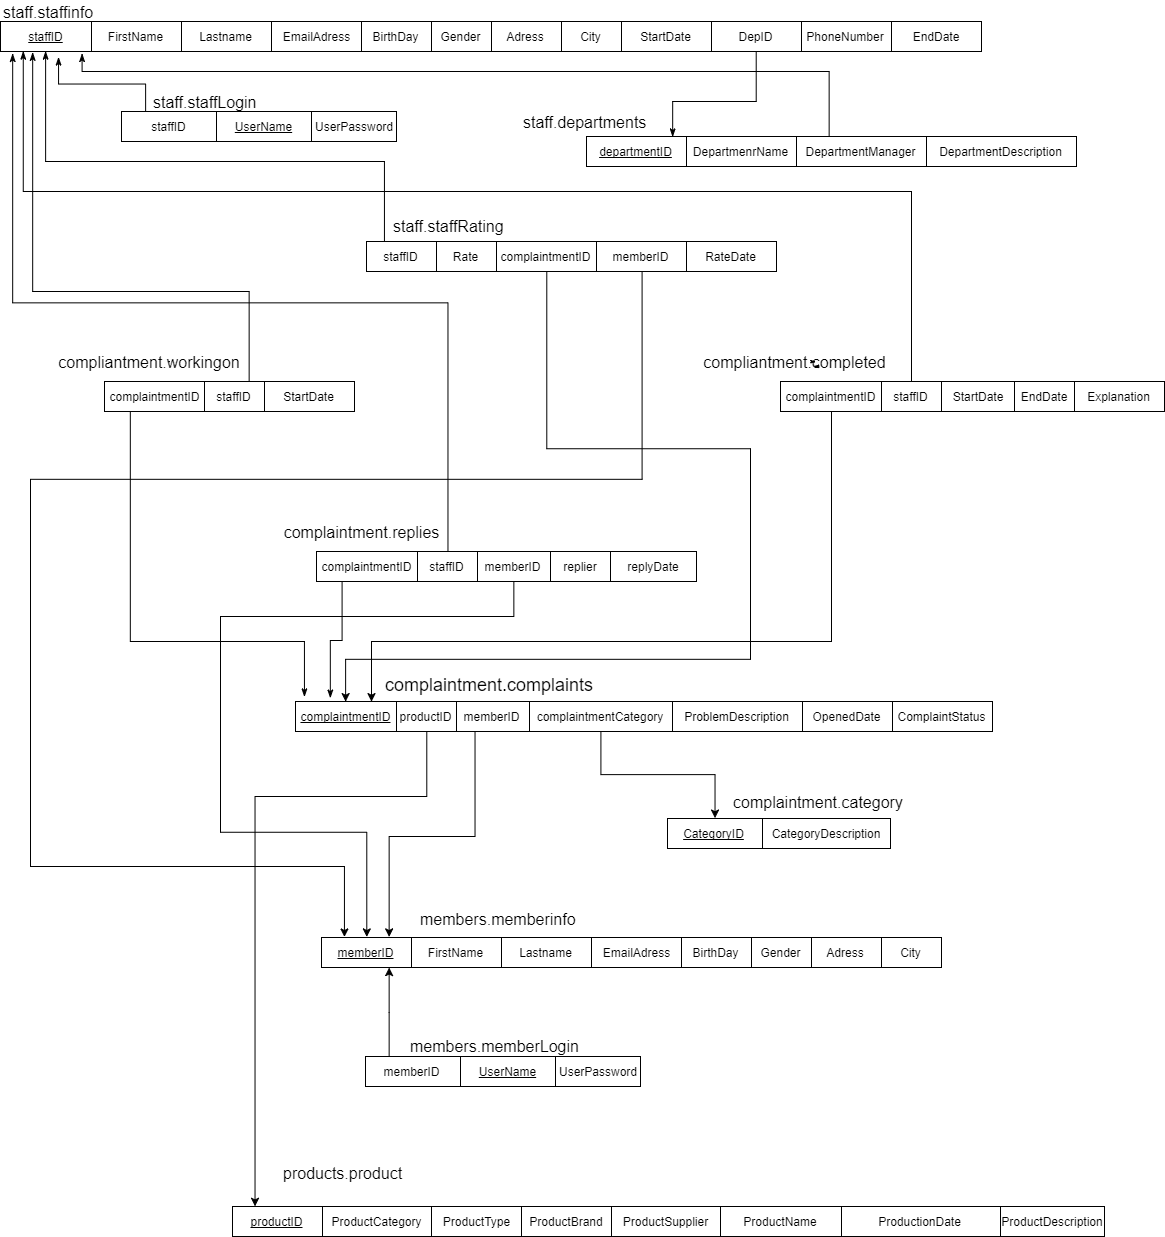 staff.staffinfo
staffID FirstName Lastname EmailAdress BirthDay Gender Adress City StartDate DepID PhoneNumber EndDate
staff.staffLogin
staffID UserName UserPassword
staff.departments
departmentID DepartmenrName DepartmentManager DepartmentDescription
staff.staffRating
staffID Rate complaintmentID memberID RateDate
compliantment.workingon
complaintmentID staffID StartDate
compliantment.completed
complaintmentID staffID StartDate EndDate Explanation
complaintment.replies
complaintmentID staffID memberID replier replyDate
complaintment.complaints
complaintmentID productID memberID complaintmentCategory ProblemDescription OpenedDate ComplaintStatus
complaintment.category
CategoryID CategoryDescription
members.memberinfo
memberID FirstName Lastname EmailAdress BirthDay Gender Adress City
members.memberLogin
memberID UserName UserPassword
products.product
productID ProductCategory ProductType ProductBrand ProductSupplier ProductName ProductionDate ProductDescription